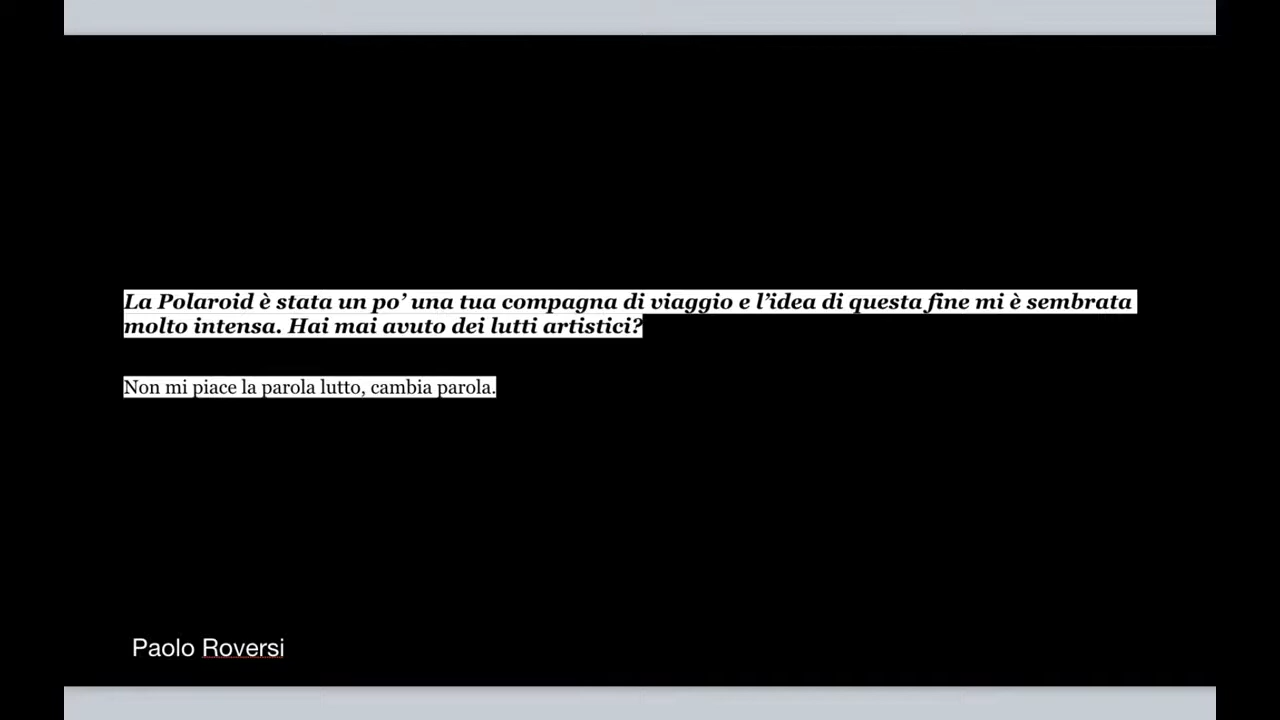 La Polaroid è stata un po’ una tua compagna di viaggio e l’idea di questa fine mi è sembrata
molto intensa. Hai mai avuto dei lutti artistici?
Non mi piace la parola lutto, cambia parola.
Paolo Roversi